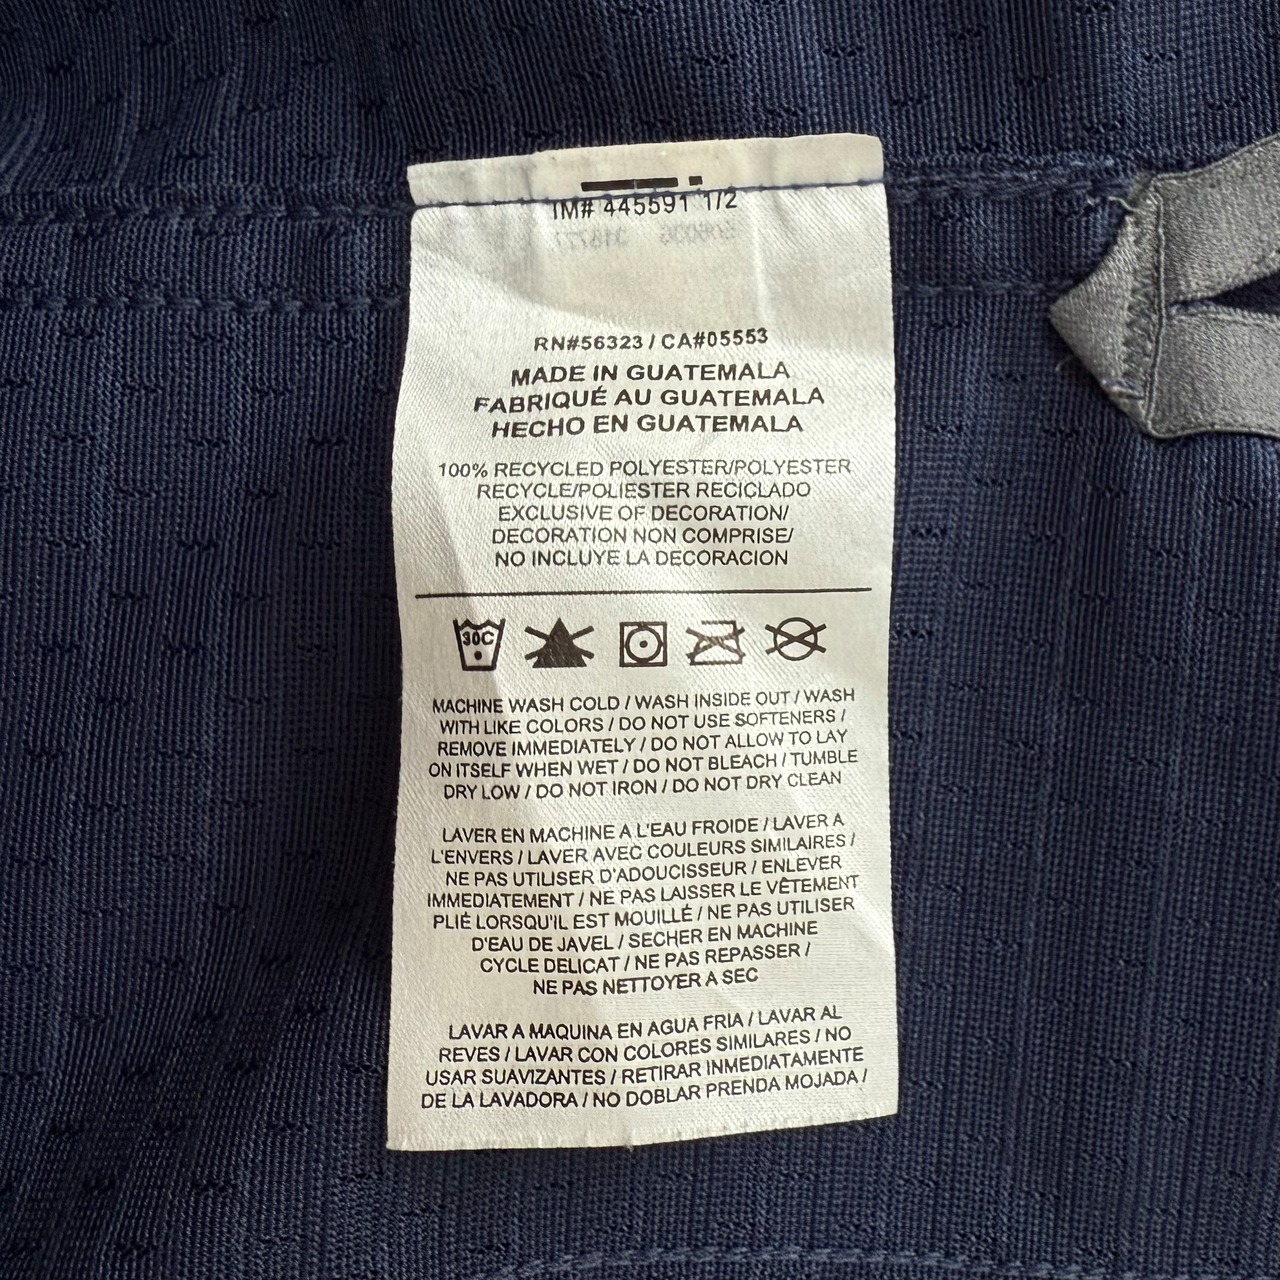 IM# 445591 1/2
RN#56323 / CA#05553
MADE IN GUATEMALA
FABRIQUÉ AU GUATEMALA
HECHO EN GUATEMALA
100% RECYCLED POLYESTER/POLYESTER
RECYCLE/POLIESTER RECICLADO
EXCLUSIVE OF DECORATION/
DECORATION NON COMPRISE/
NO INCLUYE LA DECORACION
30C
MACHINE WASH COLD / WASH INSIDE OUT / WASH
WITH LIKE COLORS / DO NOT USE SOFTENERS /
REMOVE IMMEDIATELY / DO NOT ALLOW TO LAY
ON ITSELF WHEN WET / DO NOT BLEACH / TUMBLE
DRY LOW / DO NOT IRON / DO NOT DRY CLEAN
LAVER EN MACHINE A L'EAU FROIDE / LAVER A
L'ENVERS / LAVER AVEC COULEURS SIMILAIRES /
NE PAS UTILISER D'ADOUCISSEUR / ENLEVER
IMMEDIATEMENT / NE PAS LAISSER LE VÊTEMENT
PLIÉ LORSQU'IL EST MOUILLÉ / NE PAS UTILISER
D'EAU DE JAVEL / SECHER EN MACHINE
CYCLE DELICAT / NE PAS REPASSER /
NE PAS NETTOYER A SEC
LAVAR A MAQUINA EN AGUA FRIA / LAVAR AL
REVES / LAVAR CON COLORES SIMILARES / NO
USAR SUAVIZANTES / RETIRAR INMEDIATAMENTE
DE LA LAVADORA / NO DOBLAR PRENDA MOJADA /